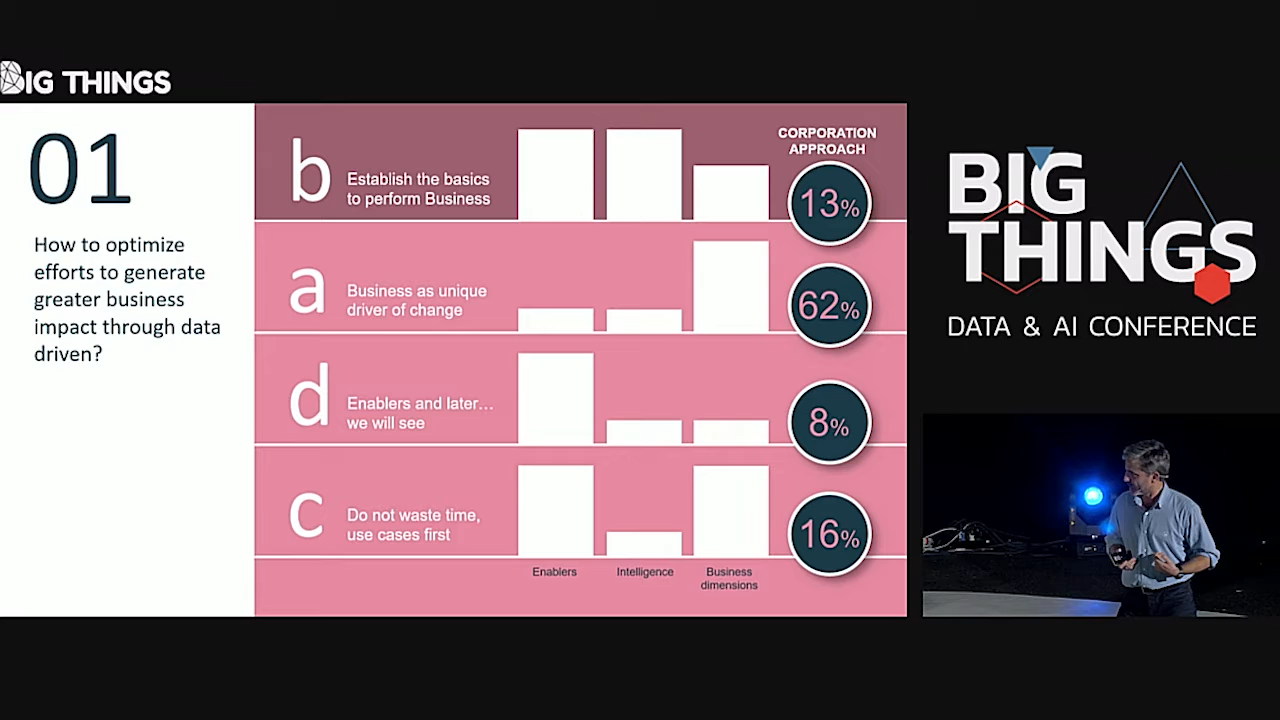 BIG THINGS
01
How to optimize
efforts to generate
greater business
impact through data
driven?
CORPORATION
APPROACH
b
Establish the basics
to perform Business
13%
a
Business as unique
driver of change
62%
d
Enablers and later…
we will see
8%
c
Do not waste time,
use cases first
16%
Enablers
Intelligence
Business
dimensions
BIG
THINGS
DATA & AI CONFERENCE